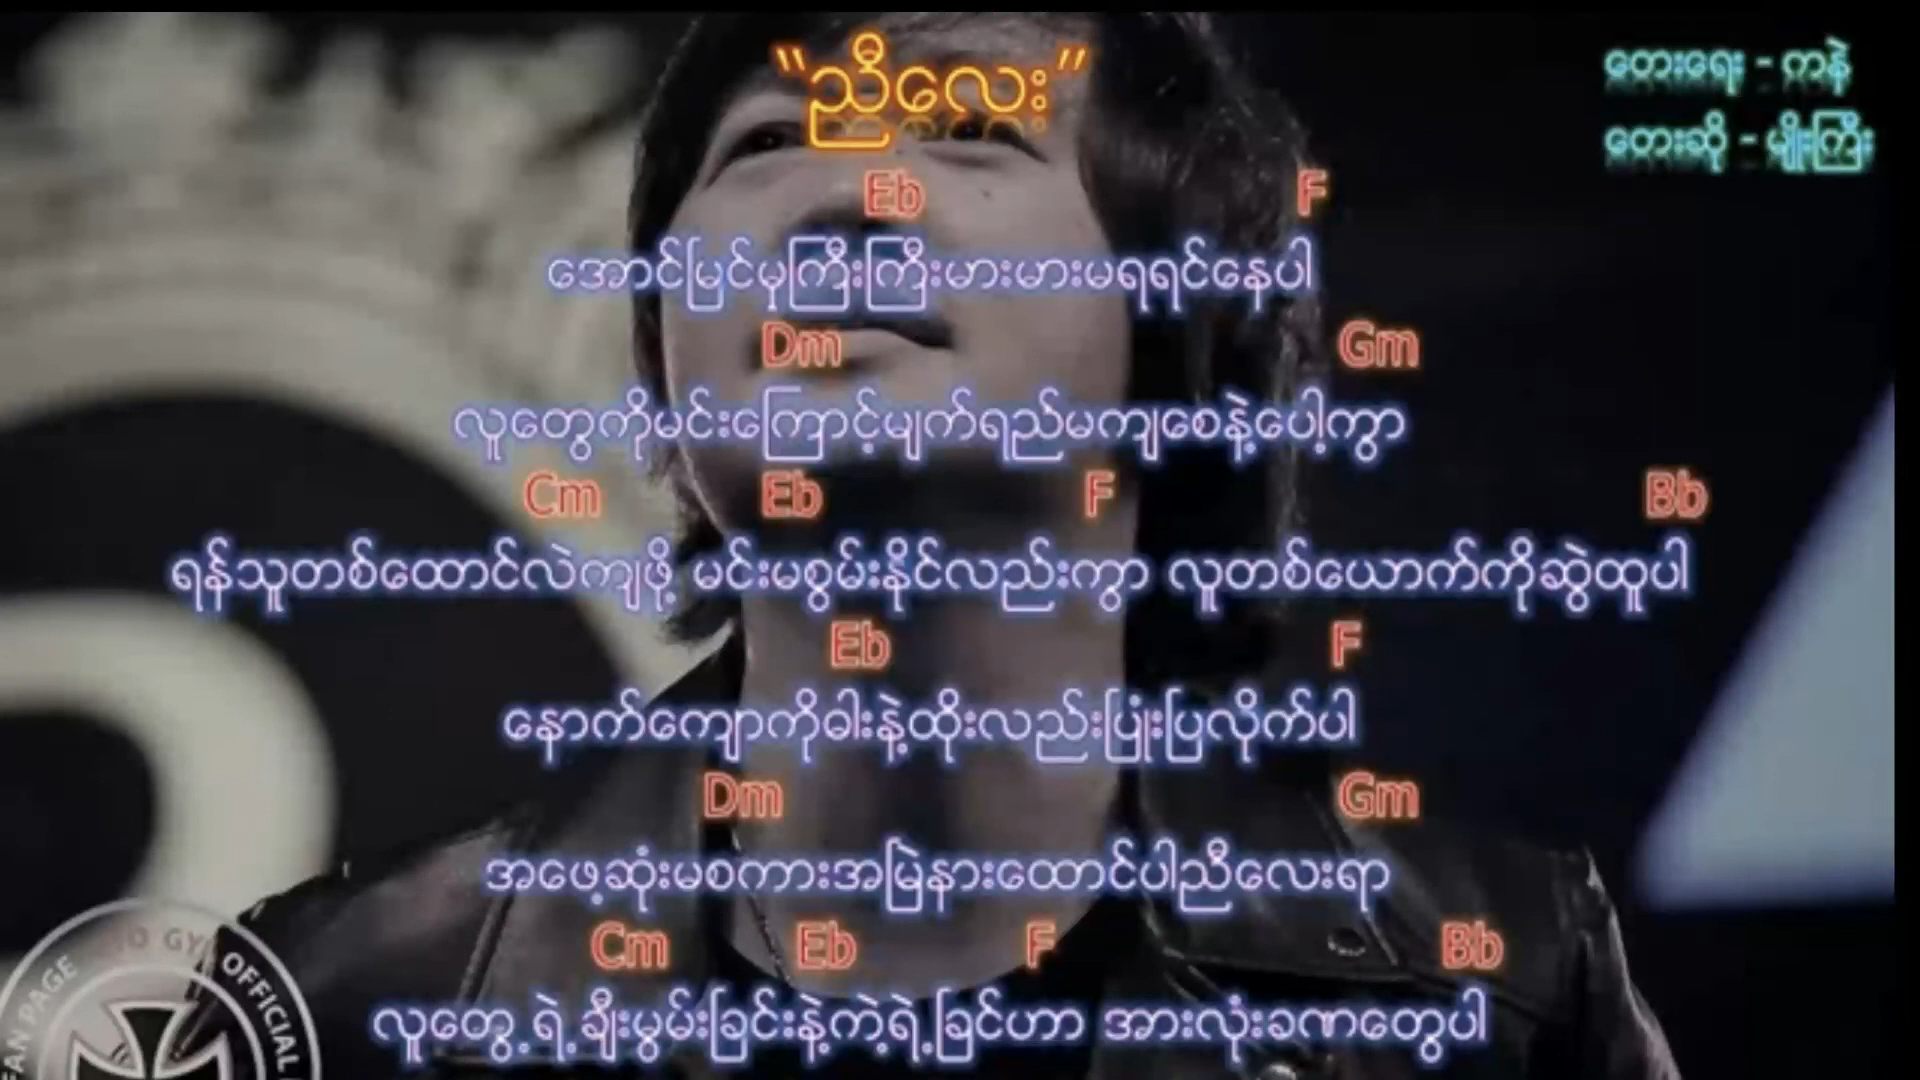 "ညီလေး"
တေးရေး - ကနဲ
တေးဆို - မျိုးကြီး
Eb F
အောင်မြင်မှုကြီးကြီးမားမားမရရင်နေပါ
Dm Gm
လူတွေကိုမင်းကြောင့်မျက်ရည်မကျစေနဲ့ပေါ့ကွာ
Cm Eb F Bb
ရန်သူတစ်ထောင်လဲကျဖို့ မင်းမစွမ်းနိုင်လည်းကွာ လူတစ်ယောက်ကိုဆွဲထူပါ
Eb F
နောက်ကျောကိုဓါးနဲ့ထိုးလည်းပြုံးပြလိုက်ပါ
Dm Gm
အဖေ့ဆုံးမစကားအမြဲနားထောင်ပါညီလေးရာ
Cm Eb F Bb
လူတွေ့ရဲ့ချီးမွမ်းခြင်းနဲ့ကဲ့ရဲ့ခြင်ဟာ အားလုံးခဏတွေပါ
FAN PAGE OFFICIAL